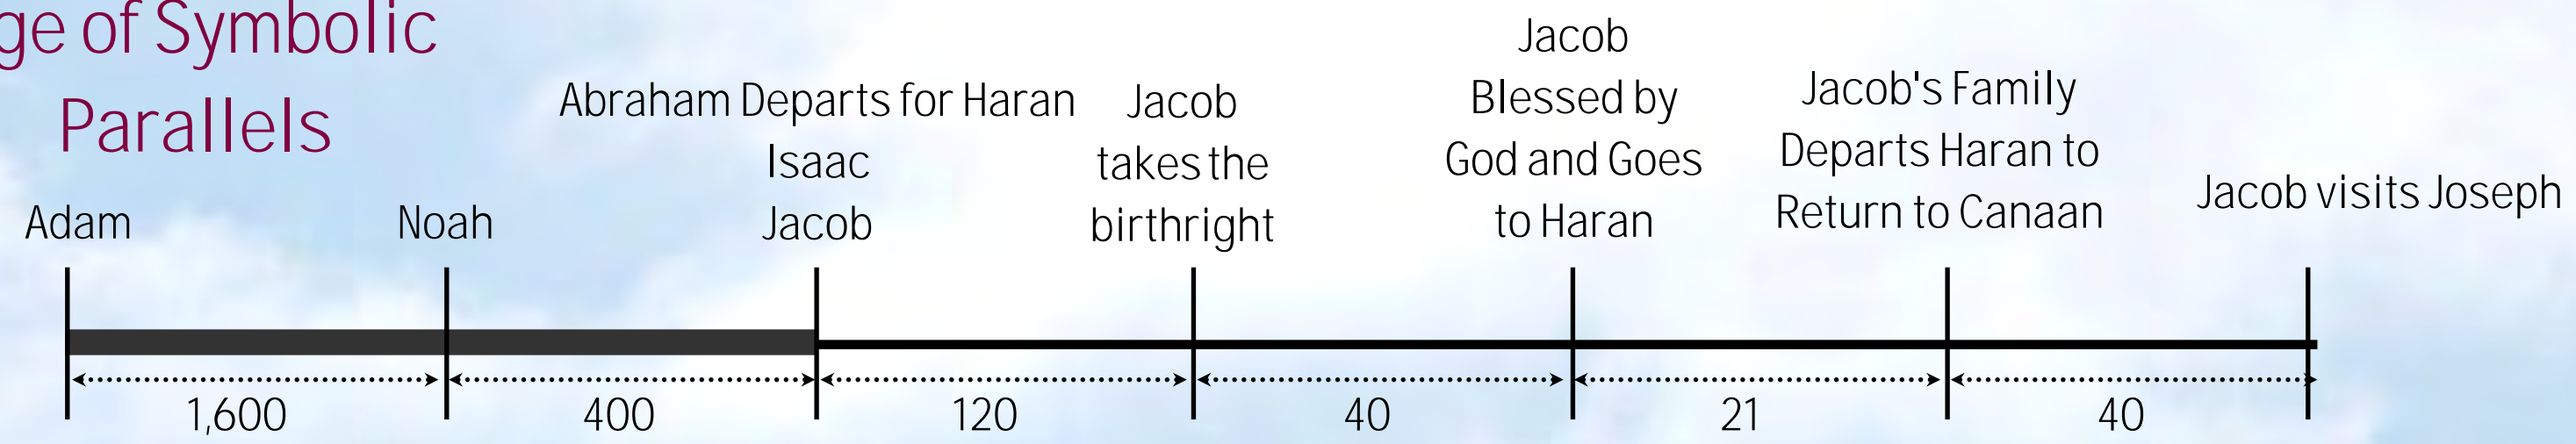 ge of Symbolic
Parallels
Adam
Noah
Abraham Departs for Haran
Isaac
Jacob
Jacob
takes the
birthright
Jacob
Blessed by
God and Goes
to Haran
Jacob's Family
Departs Haran to
Return to Canaan
Jacob visits Joseph
1,600
400
120
40
21
40